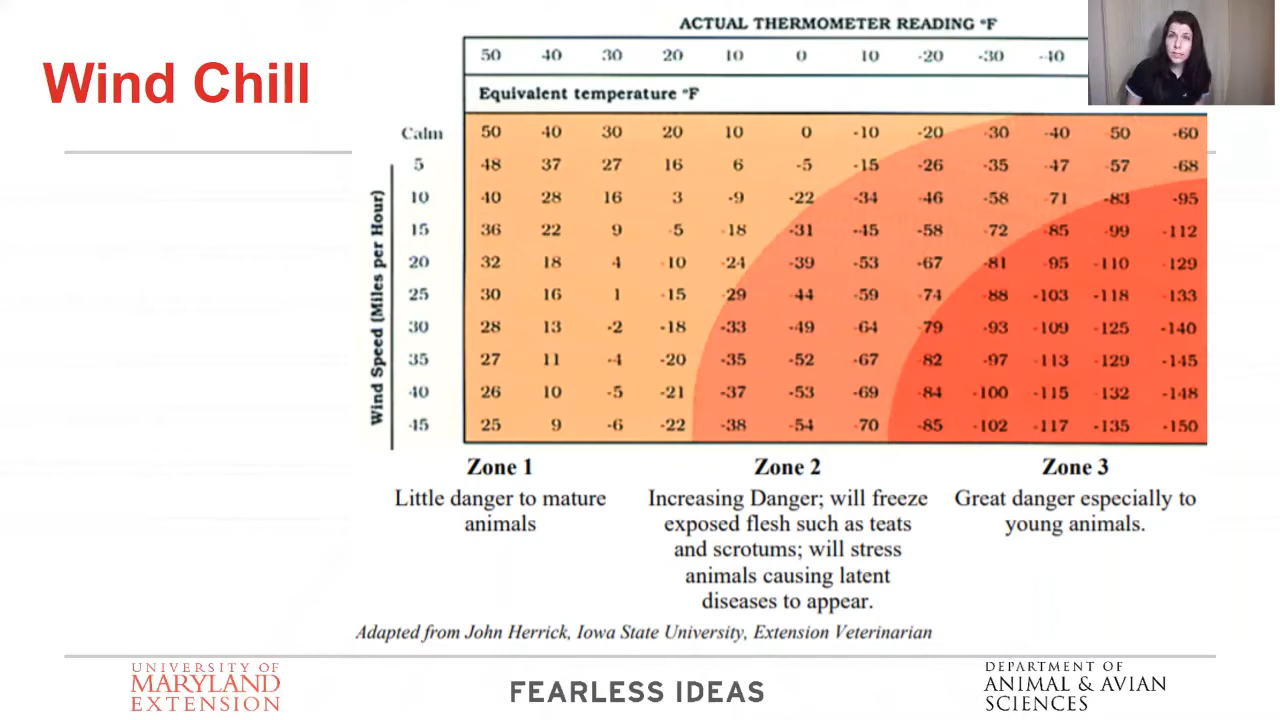 Wind Chill
ACTUAL THERMOMETER READING °F
50 40 30 20 10 0 10 -20 -30 -40
Equivalent temperature °F
Wind Speed (Miles per Hour)
Calm 50 40 30 20 10 0 -10 -20 -30 -40 50 -60
5 48 37 27 16 6 -5 -15 -26 -35 -47 -57 -68
10 40 28 16 3 -9 -22 -34 -46 -58 -71 -83 -95
15 36 22 9 -5 -18 -31 -45 -58 -72 -85 -99 -112
20 32 18 4 -10 -24 -39 -53 -67 -81 -95 -110 -129
25 30 16 1 -15 -29 -44 -59 -74 -88 -103 -118 -133
30 28 13 -2 -18 -33 -49 -64 -79 -93 -109 -125 -140
35 27 11 -4 -20 -35 -52 -67 -82 -97 -113 -129 -145
40 26 10 -5 -21 -37 -53 -69 -84 -100 -115 -132 -148
45 25 9 -6 -22 -38 -54 -70 -85 -102 -117 -135 -150
Zone 1 Zone 2 Zone 3
Little danger to mature
animals
Increasing Danger; will freeze
exposed flesh such as teats
and scrotums; will stress
animals causing latent
diseases to appear.
Great danger especially to
young animals.
Adapted from John Herrick, Iowa State University, Extension Veterinarian
UNIVERSITY OF
MARYLAND
EXTENSION
FEARLESS IDEAS
DEPARTMENT OF
ANIMAL & AVIAN
SCIENCES